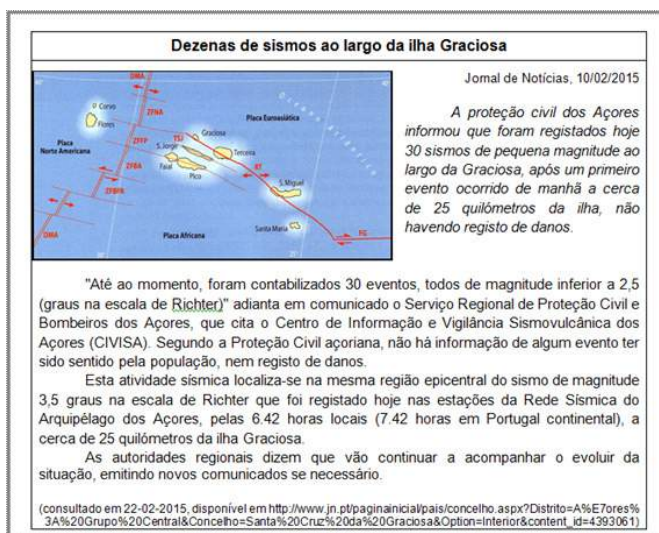 Dezenas de sismos ao largo da ilha Graciosa
Jornal de Notícias, 10/02/2015
A proteção civil dos Açores
informou que foram registados hoje
30 sismos de pequena magnitude ao
largo da Graciosa, após um primeiro
evento ocorrido de manhã a cerca
de 25 quilómetros da ilha, não
havendo registo de danos.
DMA
ZFNA
Corvo
Flores
Placa
Norte Americana
ZFFP
ZFBA
ZFBFR
DMA
TSJ
Graciosa
S. Jorge
Terceira
Faial
Pico
Placa Euroasiática
Oceano Atlântico
RT
S. Miguel
Santa Maria
FG
Placa Africana
"Até ao momento, foram contabilizados 30 eventos, todos de magnitude inferior a 2,5
(graus na escala de Richter)" adianta em comunicado o Serviço Regional de Proteção Civil e
Bombeiros dos Açores, que cita o Centro de Informação e Vigilância Sismovulcânica dos
Açores (CIVISA). Segundo a Proteção Civil açoriana, não há informação de algum evento ter
sido sentido pela população, nem registo de danos.
Esta atividade sísmica localiza-se na mesma região epicentral do sismo de magnitude
3,5 graus na escala de Richter que foi registado hoje nas estações da Rede Sísmica do
Arquipélago dos Açores, pelas 6.42 horas locais (7.42 horas em Portugal continental), a
cerca de 25 quilómetros da ilha Graciosa.
As autoridades regionais dizem que vão continuar a acompanhar o evoluir da
situação, emitindo novos comunicados se necessário.
(consultado em 22-02-2015, disponível em http://www.jn.pt/paginainicial/pais/concelho.aspx?Distrito=A%E7ores%
3A%20Grupo%20Central&Concelho=Santa%20Cruz%20da%20Graciosa&Option=Interior&content_id=4393061)